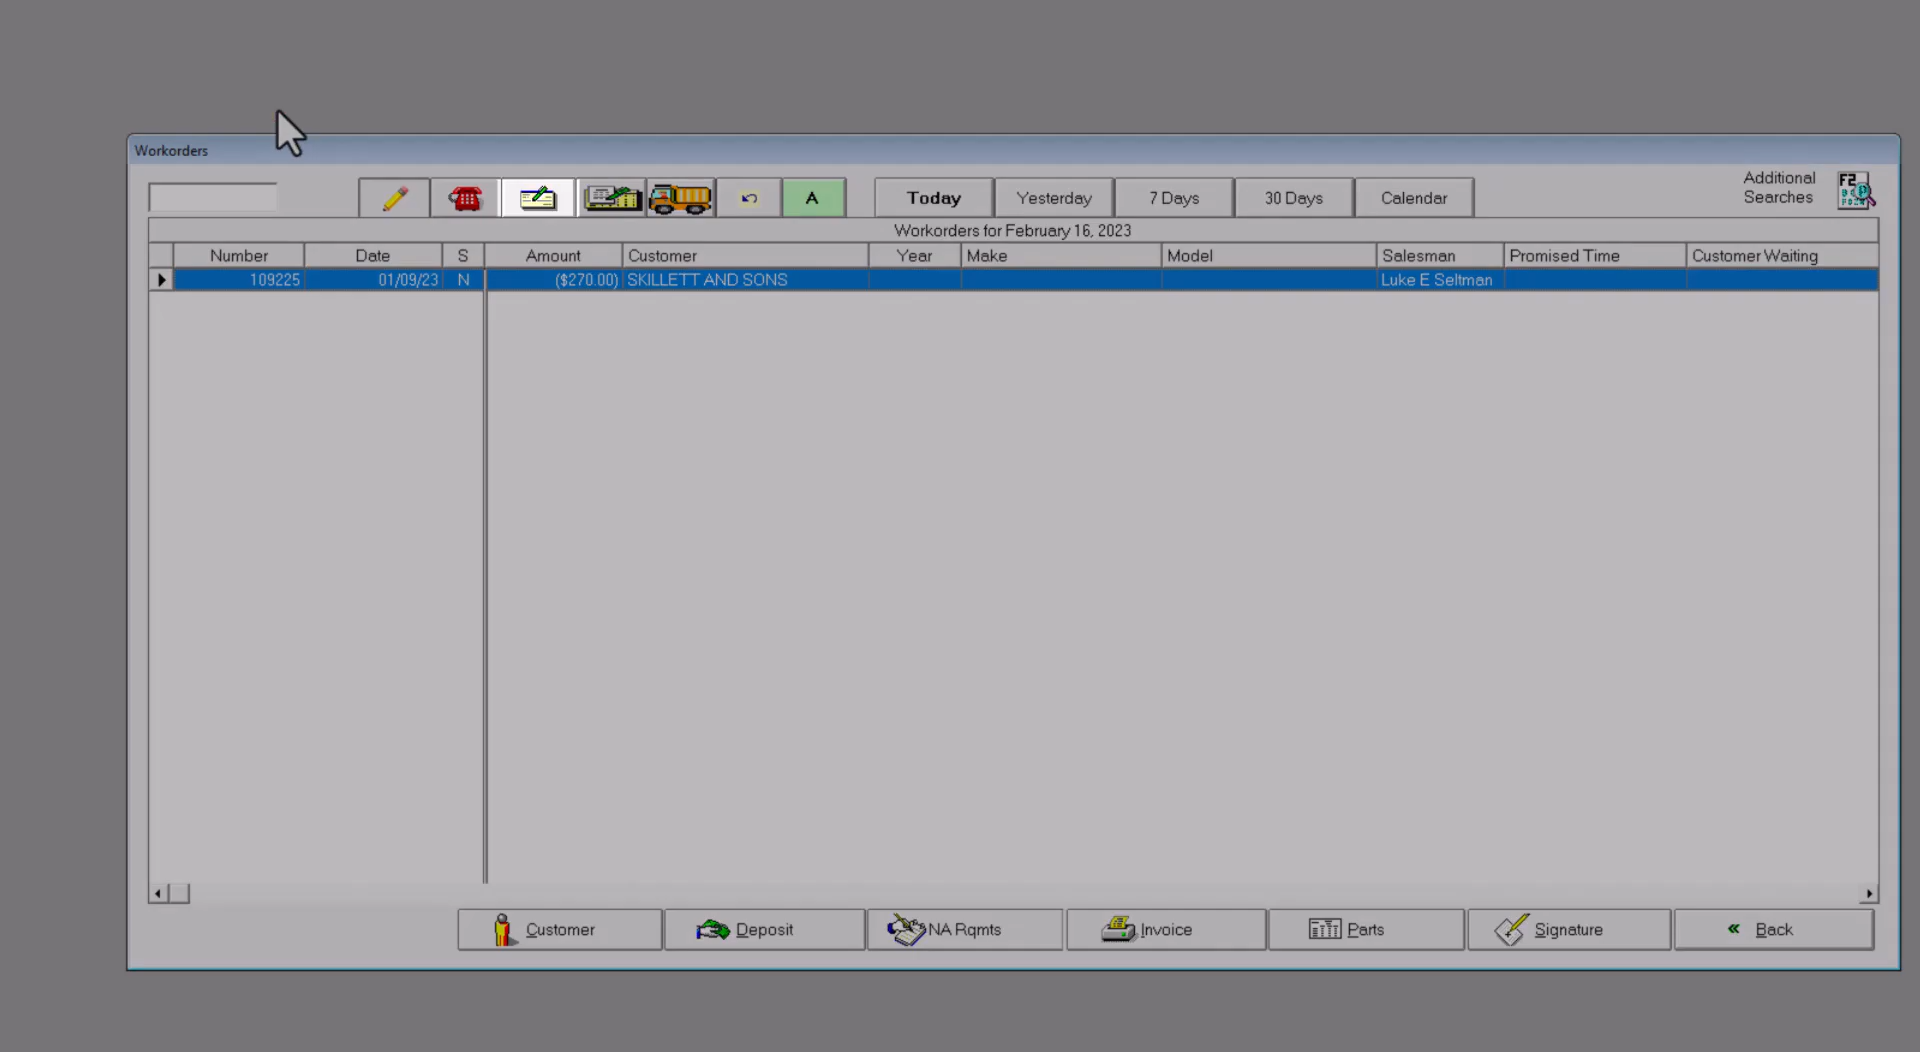 Workorders
A
Today
Yesterday
7 Days
30 Days
Calendar
Additional
Searches
F2
Workorders for February 16, 2023
Number Date S Amount Customer Year Make Model Salesman Promised Time Customer Waiting
109225 01/09/23 N ($270.00) SKILLETT AND SONS Luke E Seltman
Customer
Deposit
NA Rqmts
Invoice
Parts
Signature
« Back